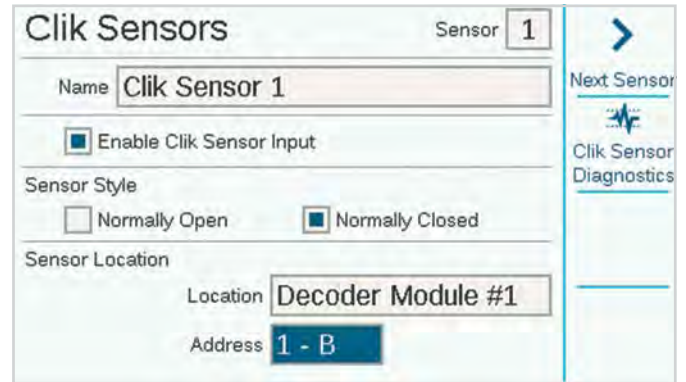 Clik Sensors
Sensor 1
Next Sensor
Name Clik Sensor 1
Enable Clik Sensor Input
Clik Sensor
Diagnostics
Sensor Style
Normally Open Normally Closed
Sensor Location
Location Decoder Module #1
Address 1 - B